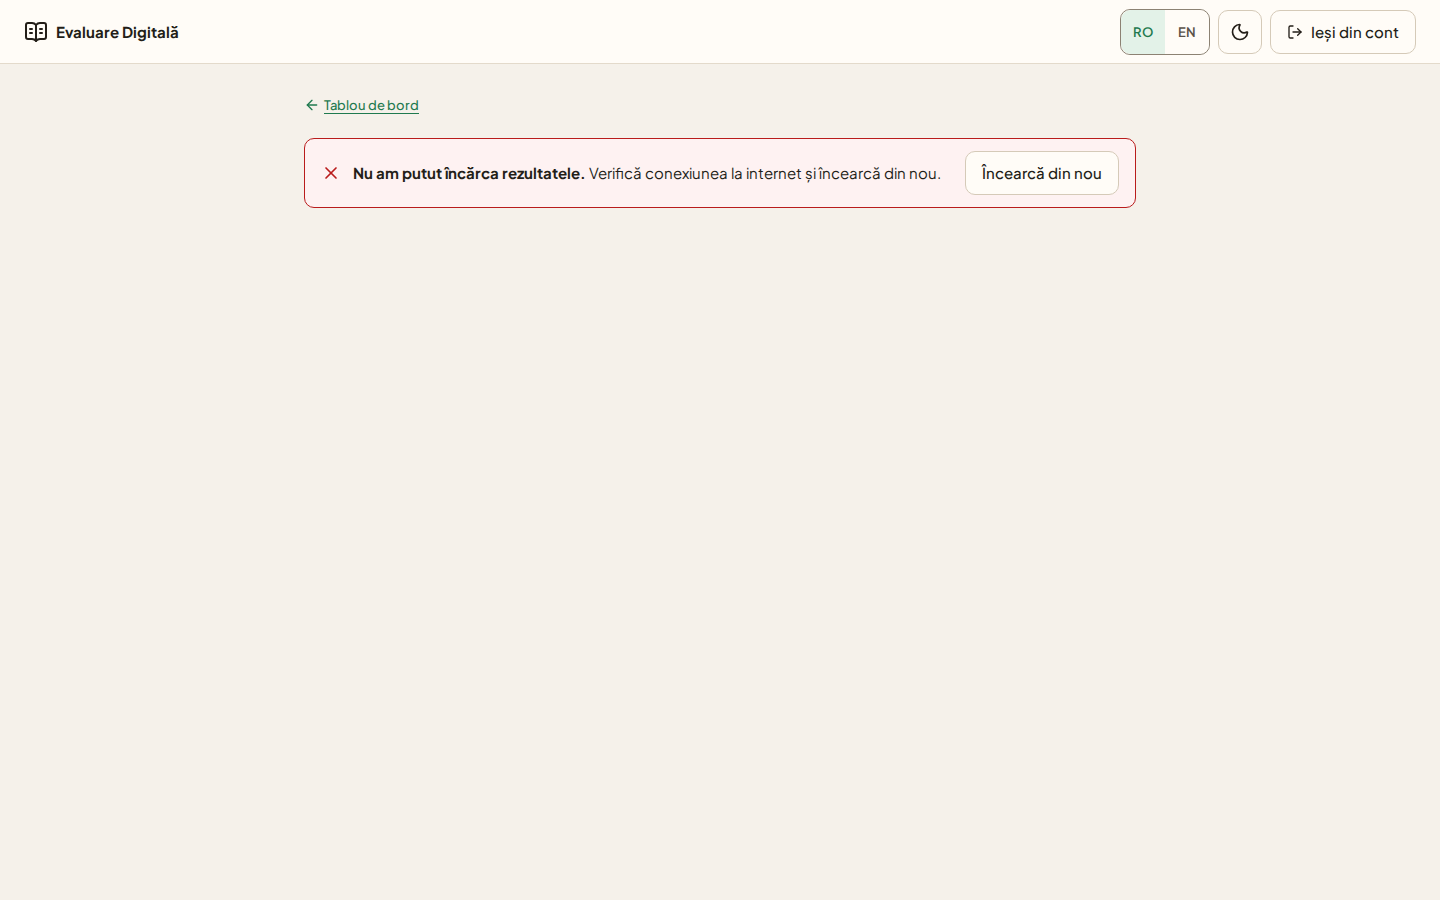 Evaluare Digitală
RO EN Ieși din cont
Tablou de bord
Nu am putut încărca rezultatele. Verifică conexiunea la internet și încearcă din nou. Încearcă din nou